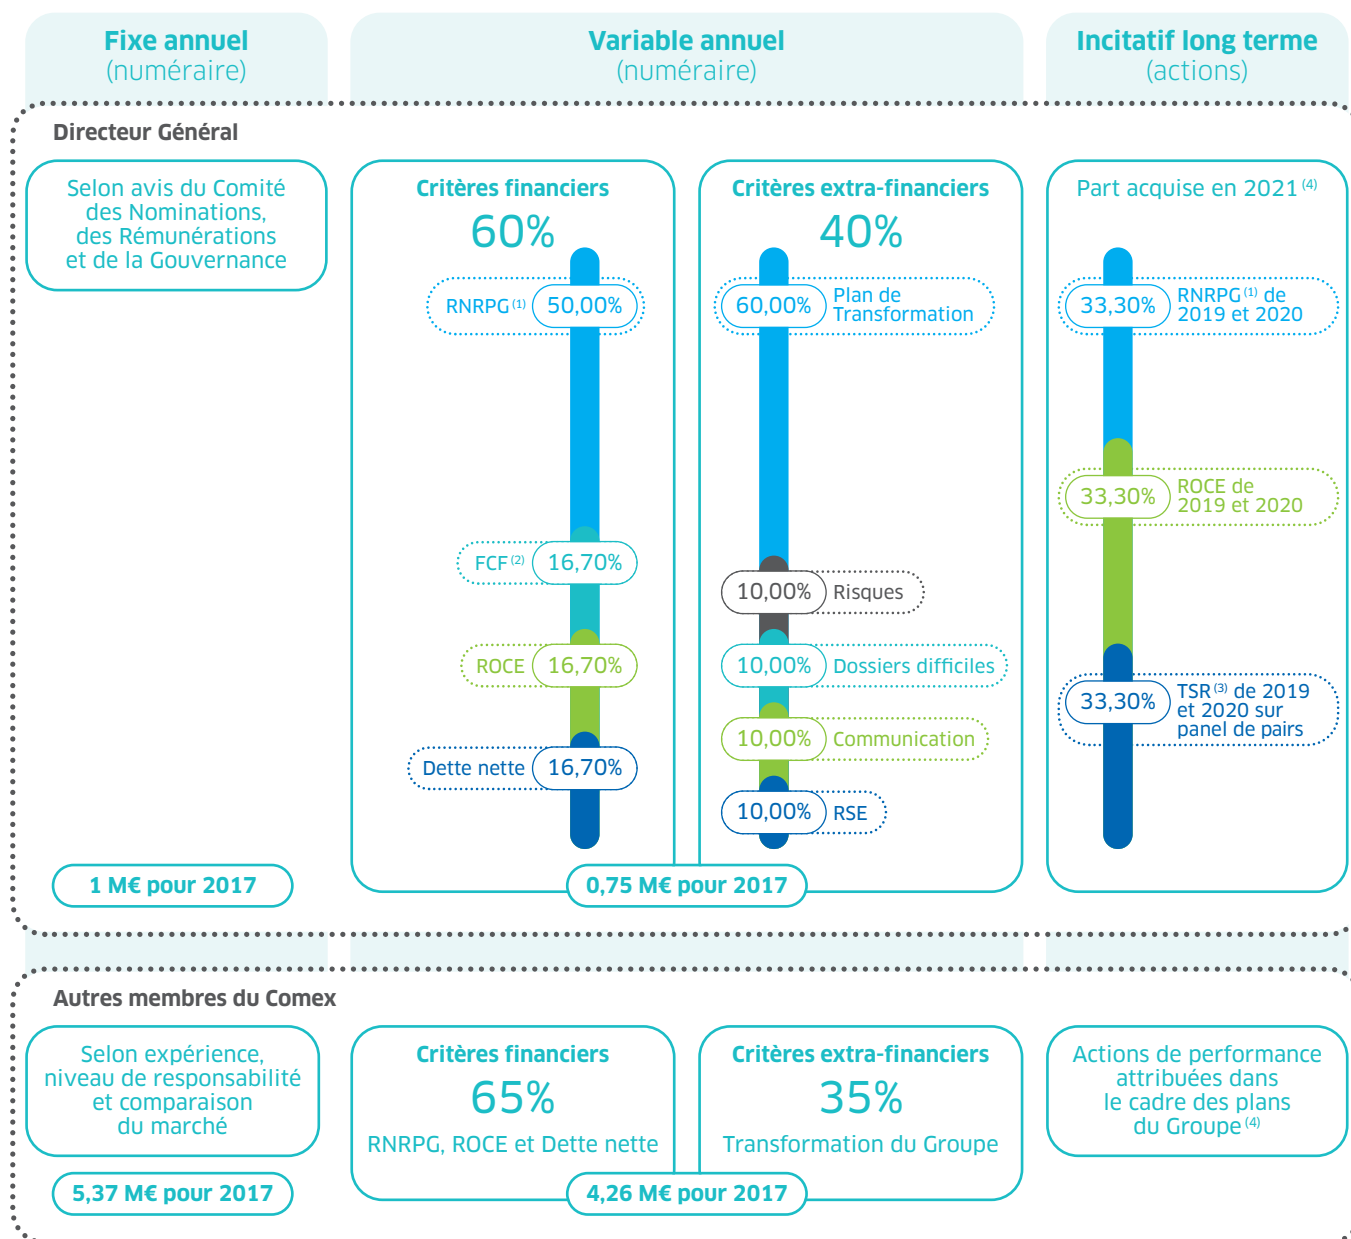 Fixe annuel
(numéraire)
Variable annuel
(numéraire)
Incitatif long terme
(actions)
Directeur Général
Selon avis du Comité
des Nominations,
des Rémunérations
et de la Gouvernance
1 M€ pour 2017
Critères financiers
60%
RNRPG (1) 50,00%
FCF (2) 16,70%
ROCE 16,70%
Dette nette 16,70%
Critères extra-financiers
40%
60,00% Plan de
Transformation
10,00% Risques
10,00% Dossiers difficiles
10,00% Communication
10,00% RSE
0,75 M€ pour 2017
Part acquise en 2021 (4)
33,30% RNRPG (1) de
2019 et 2020
33,30% ROCE de
2019 et 2020
33,30% TSR (3) de 2019
et 2020 sur
panel de pairs
Autres membres du Comex
Selon expérience,
niveau de responsabilité
et comparaison
du marché
5,37 M€ pour 2017
Critères financiers
65%
RNRPG, ROCE et Dette nette
Critères extra-financiers
35%
Transformation du Groupe
4,26 M€ pour 2017
Actions de performance
attribuées dans
le cadre des plans
du Groupe (4)